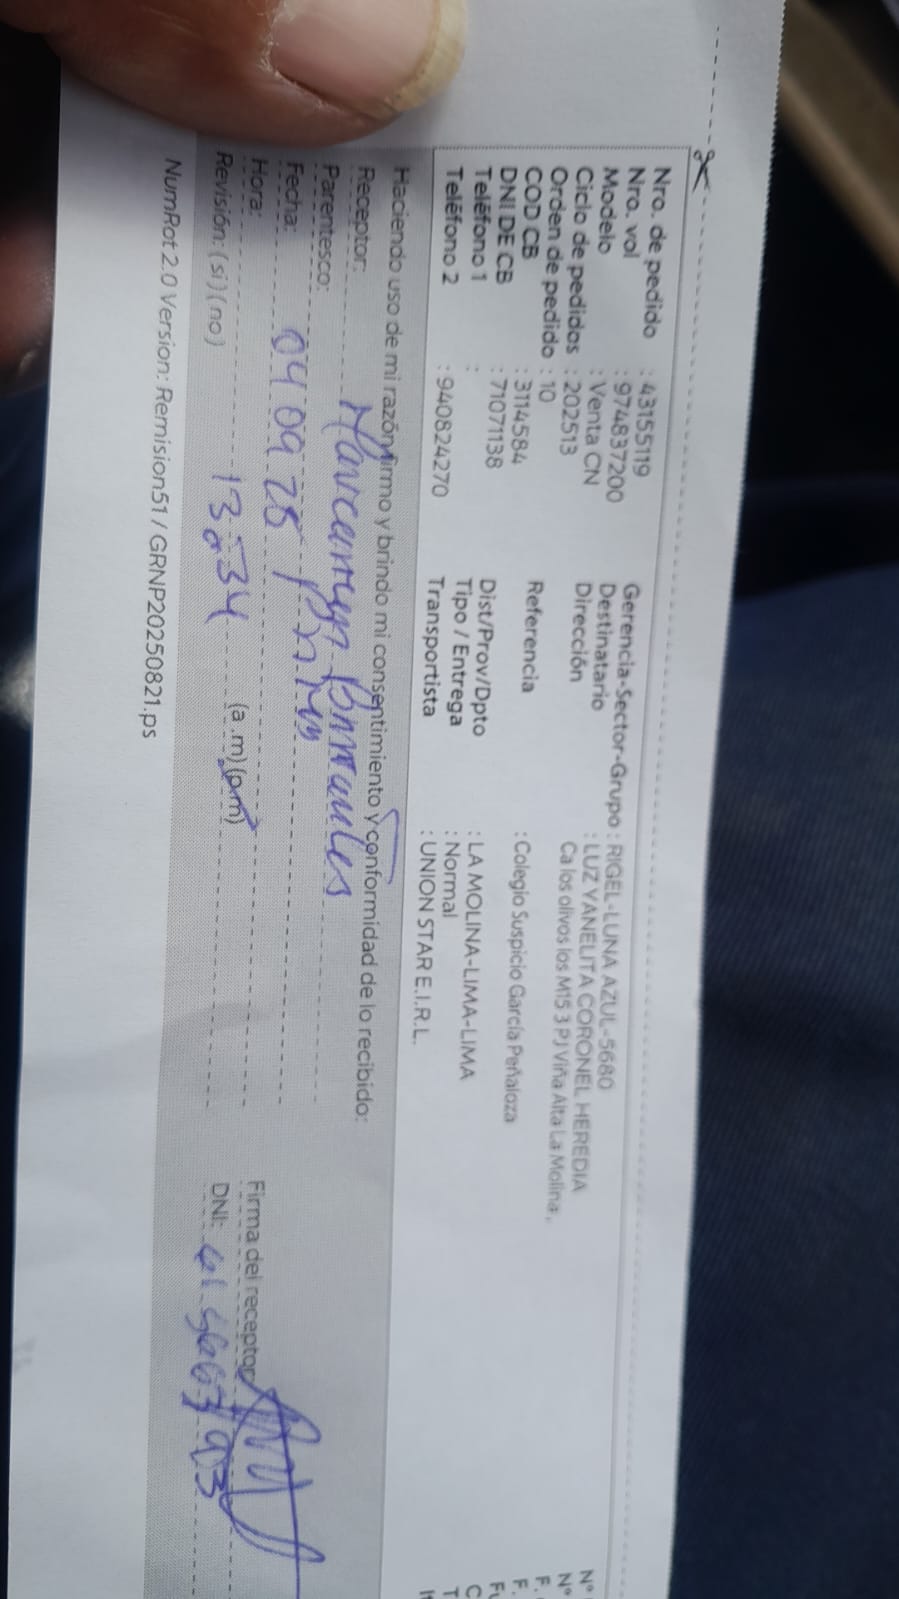 Nro. de pedido : 43155119
Nro. vol : 974837200
Modelo : Venta CN
Ciclo de pedidos : 202513
Orden de pedido : 10
COD CB : 3114584
DNI DE CB : 71071138
Teléfono 1 :
Teléfono 2 : 940824270
Gerencia-Sector-Grupo : RIGEL-LUNA AZUL-5680
Destinatario : LUZ YANELITA CORONEL HEREDIA
Dirección Ca los olivos los M15 3 PJ Viña Alta La Molina,
Referencia : Colegio Suspicio García Peñaloza
Dist/Prov/Dpto : LA MOLINA-LIMA-LIMA
Tipo / Entrega : Normal
Transportista : UNION STAR E.I.R.L.
Nº
Nº
F.
F.
Fu
C
T
Haciendo uso de mi razón firmo y brindo mi consentimiento y conformidad de lo recibido:
Receptor:
Parentesco:
Fecha: 04 09 25
Hora: 13:34 (a.m)(p.m)
Revisión: (si) (no)
Firma del receptor
DNI:
NumRot 2.0 Version: Remision51 / GRNP20250821.ps